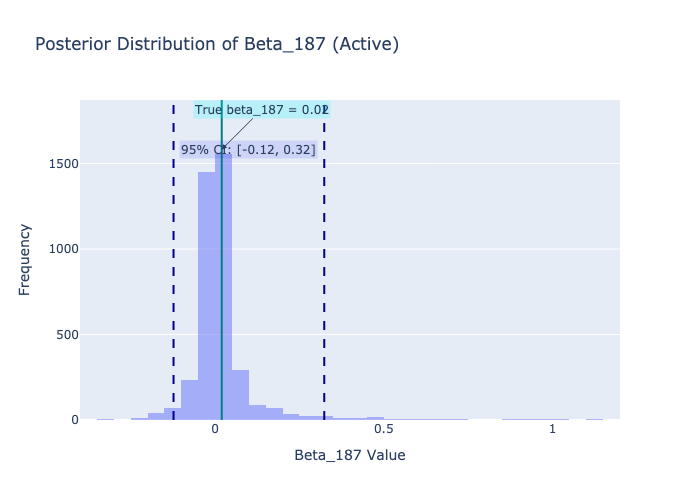 Posterior Distribution of Beta_187 (Active)
True beta_187 = 0.02
95% CI: [-0.12, 0.32]
1500
1000
500
0
Frequency
0 0.5 1
Beta_187 Value